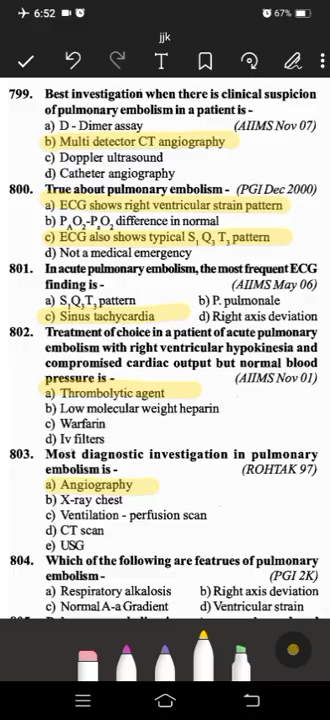 6:52
67%
jjk
T
799. Best investigation when there is clinical suspicion
of pulmonary embolism in a patient is -
a) D - Dimer assay (AIIMS Nov 07)
b) Multi detector CT angiography
c) Doppler ultrasound
d) Catheter angiography
800. True about pulmonary embolism - (PGI Dec 2000)
a) ECG shows right ventricular strain pattern
b) PAO2-PaO2 difference in normal
c) ECG also shows typical S1 Q3 T3 pattern
d) Not a medical emergency
801. In acute pulmonary embolism, the most frequent ECG
finding is - (AIIMS May 06)
a) S1Q3T3 pattern b) P. pulmonale
c) Sinus tachycardia d) Right axis deviation
802. Treatment of choice in a patient of acute pulmonary
embolism with right ventricular hypokinesia and
compromised cardiac output but normal blood
pressure is - (AIIMS Nov 01)
a) Thrombolytic agent
b) Low molecular weight heparin
c) Warfarin
d) Iv filters
803. Most diagnostic investigation in pulmonary
embolism is - (ROHTAK 97)
a) Angiography
b) X-ray chest
c) Ventilation - perfusion scan
d) CT scan
e) USG
804. Which of the following are featrues of pulmonary
embolism - (PGI 2K)
a) Respiratory alkalosis b) Right axis deviation
c) Normal A-a Gradient d) Ventricular strain